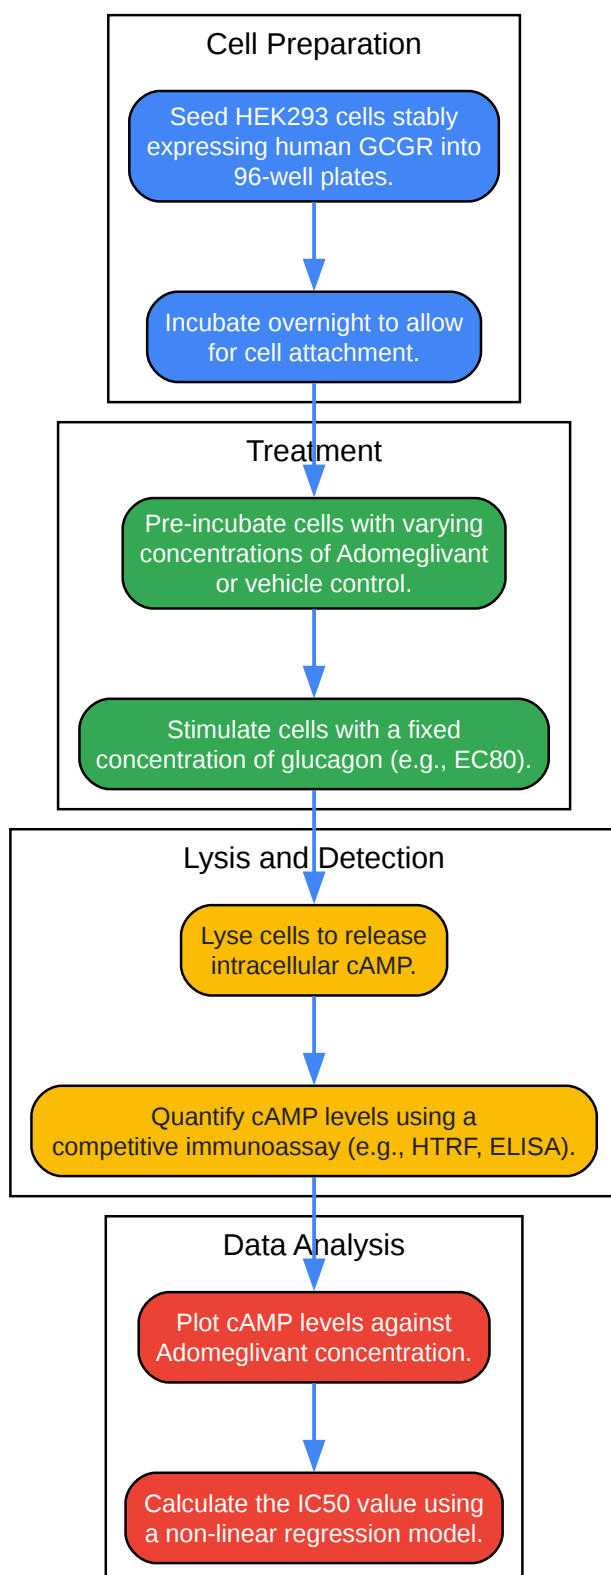 Cell Preparation
Seed HEK293 cells stably
expressing human GCGR into
96-well plates.
Incubate overnight to allow
for cell attachment.
Treatment
Pre-incubate cells with varying
concentrations of Adomeglivant
or vehicle control.
Stimulate cells with a fixed
concentration of glucagon (e.g., EC80).
Lysis and Detection
Lyse cells to release
intracellular cAMP.
Quantify cAMP levels using a
competitive immunoassay (e.g., HTRF, ELISA).
Data Analysis
Plot cAMP levels against
Adomeglivant concentration.
Calculate the IC50 value using
a non-linear regression model.